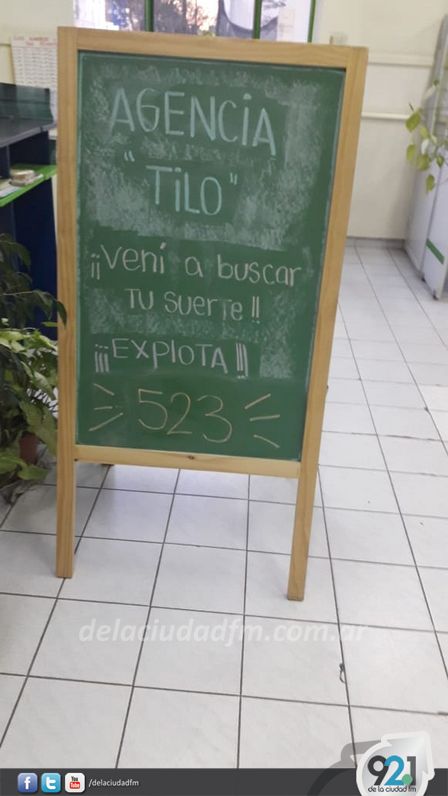 AGENCIA
"TILO"
¡¡Vení a buscar
TU SUERTE!!
¡¡¡EXPLOTA!!!
523
delaciudadfm.com.ar
/delaciudadfm
92.1
de la ciudad fm